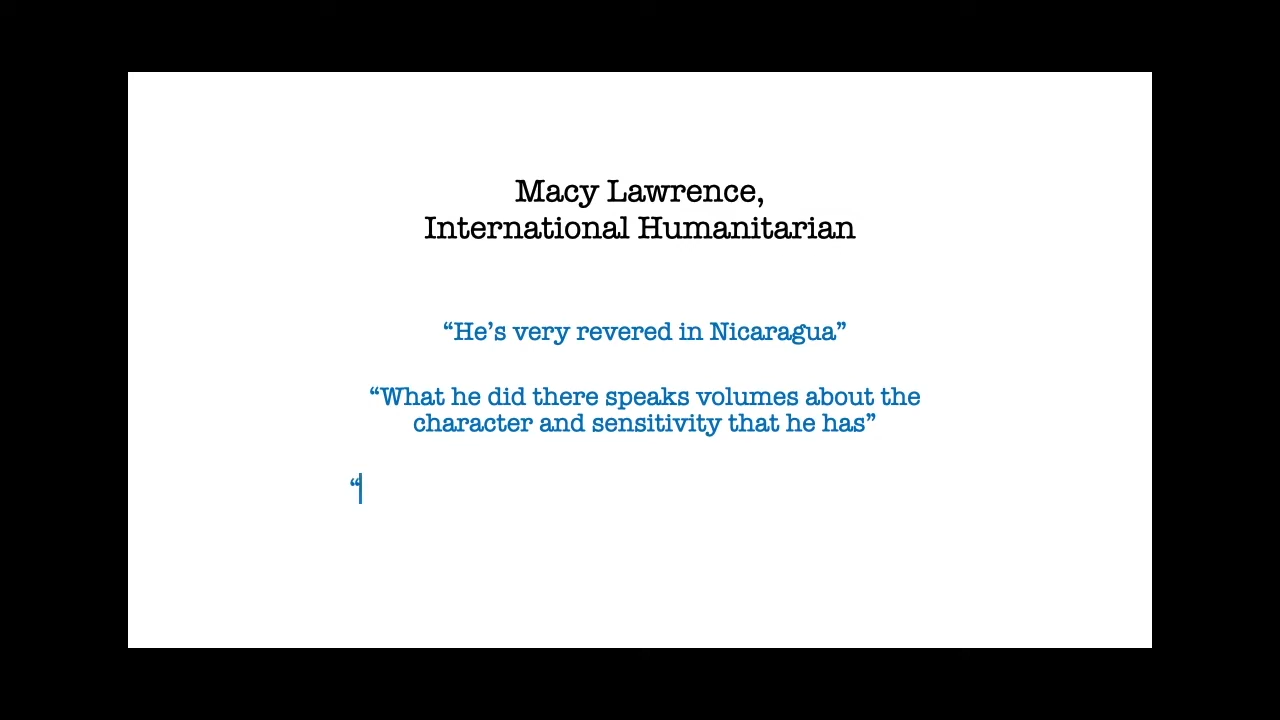 Macy Lawrence,
International Humanitarian
“He’s very revered in Nicaragua”
“What he did there speaks volumes about the
character and sensitivity that he has”
“